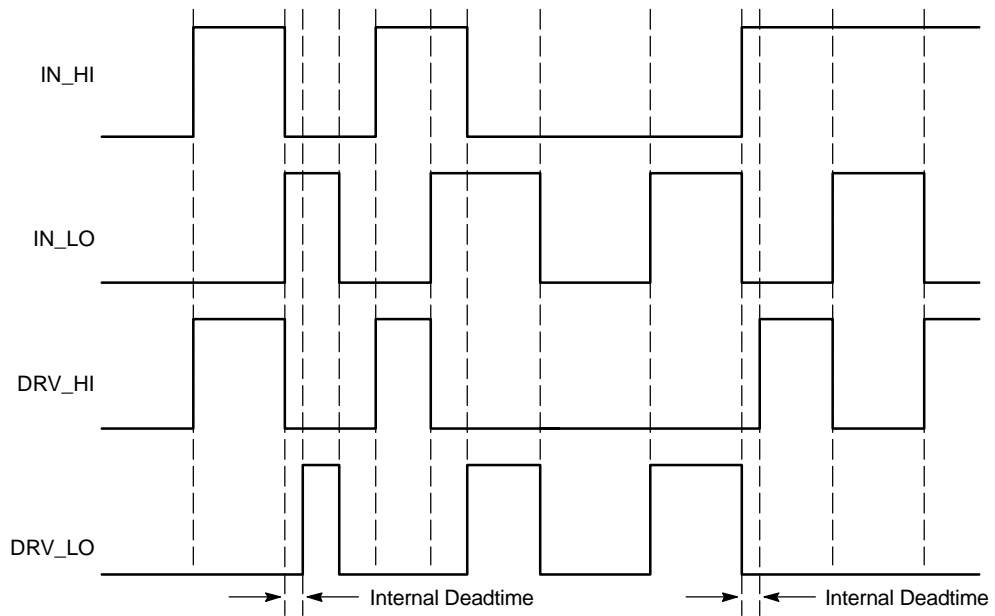 IN_HI
IN_LO
DRV_HI
DRV_LO
Internal Deadtime
Internal Deadtime